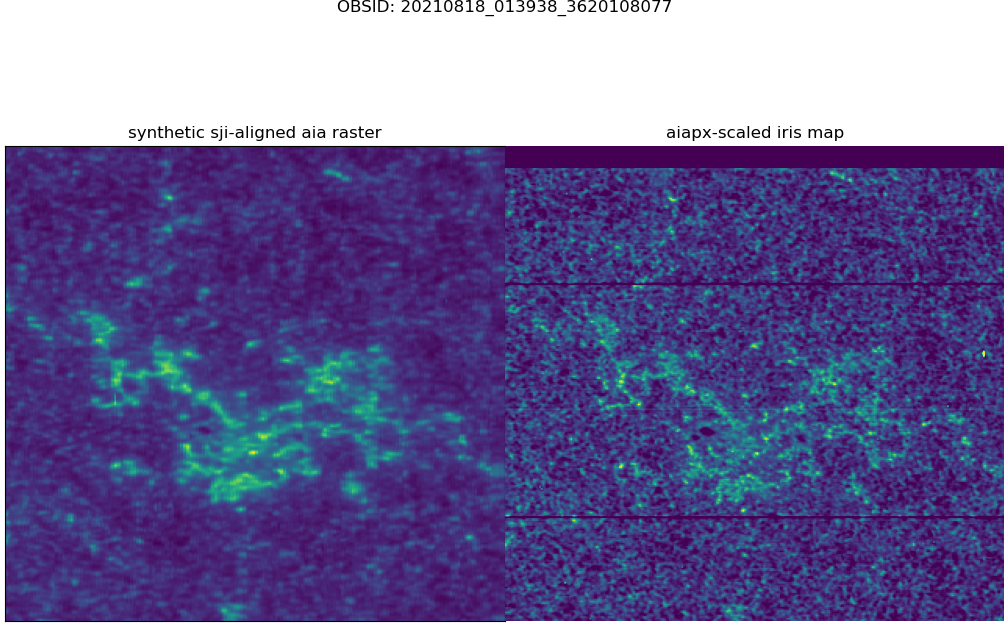 OBSID: 20210818_013938_3620108077
synthetic sji-aligned aia raster
aiapx-scaled iris map